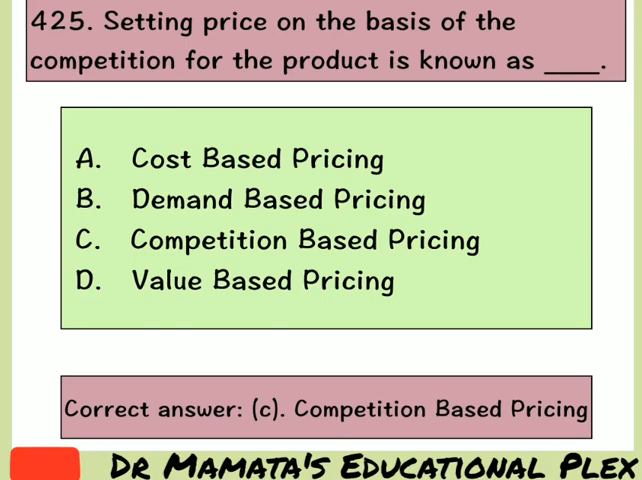 425. Setting price on the basis of the
competition for the product is known as ____.
A. Cost Based Pricing
B. Demand Based Pricing
C. Competition Based Pricing
D. Value Based Pricing
Correct answer: (c). Competition Based Pricing
DR MAMATA'S EDUCATIONAL PLEX